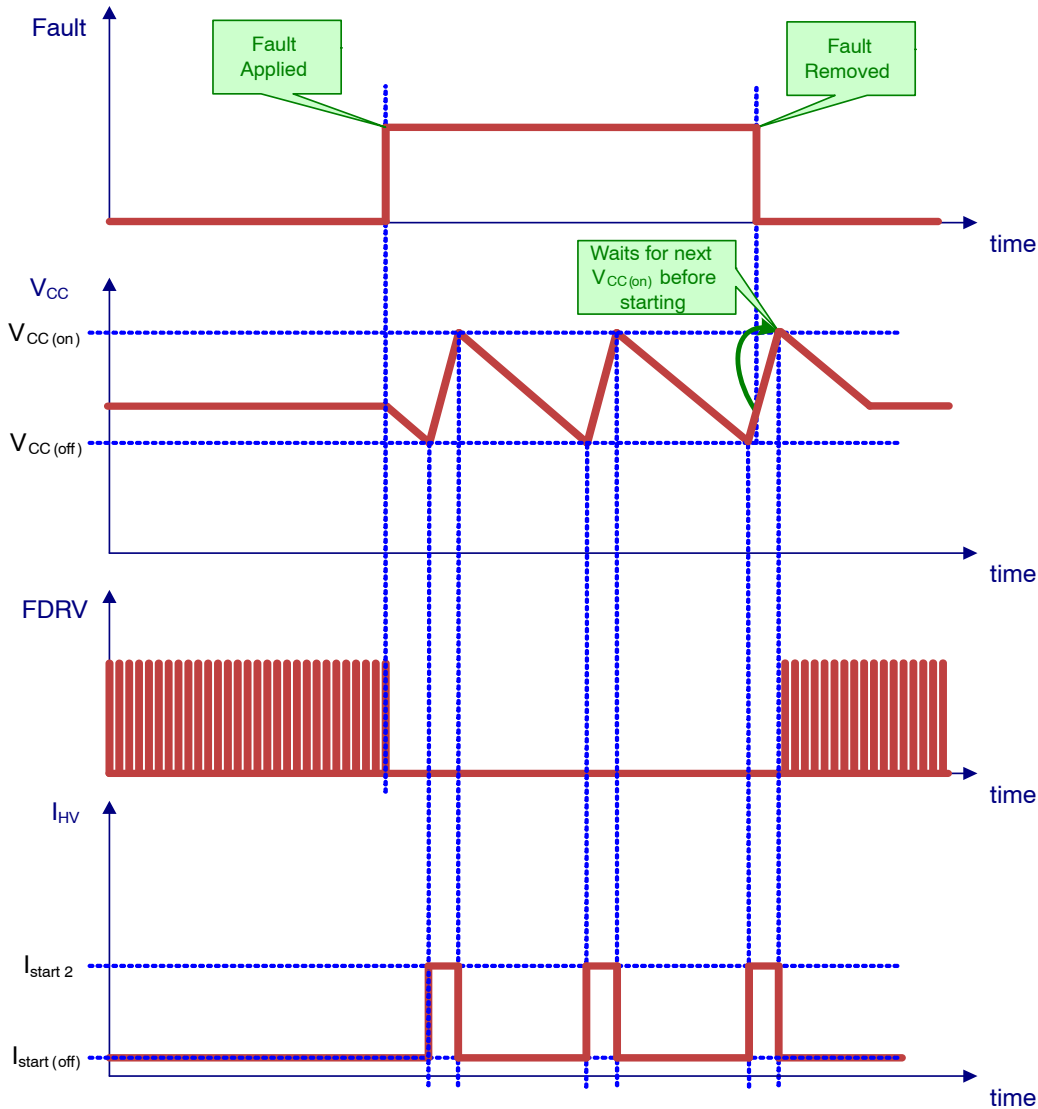 Fault
Fault
Applied
Fault
Removed
time
VCC
Waits for next
VCC(on) before
starting
VCC (on)
VCC (off)
time
FDRV
time
IHV
Istart 2
Istart (off)
time